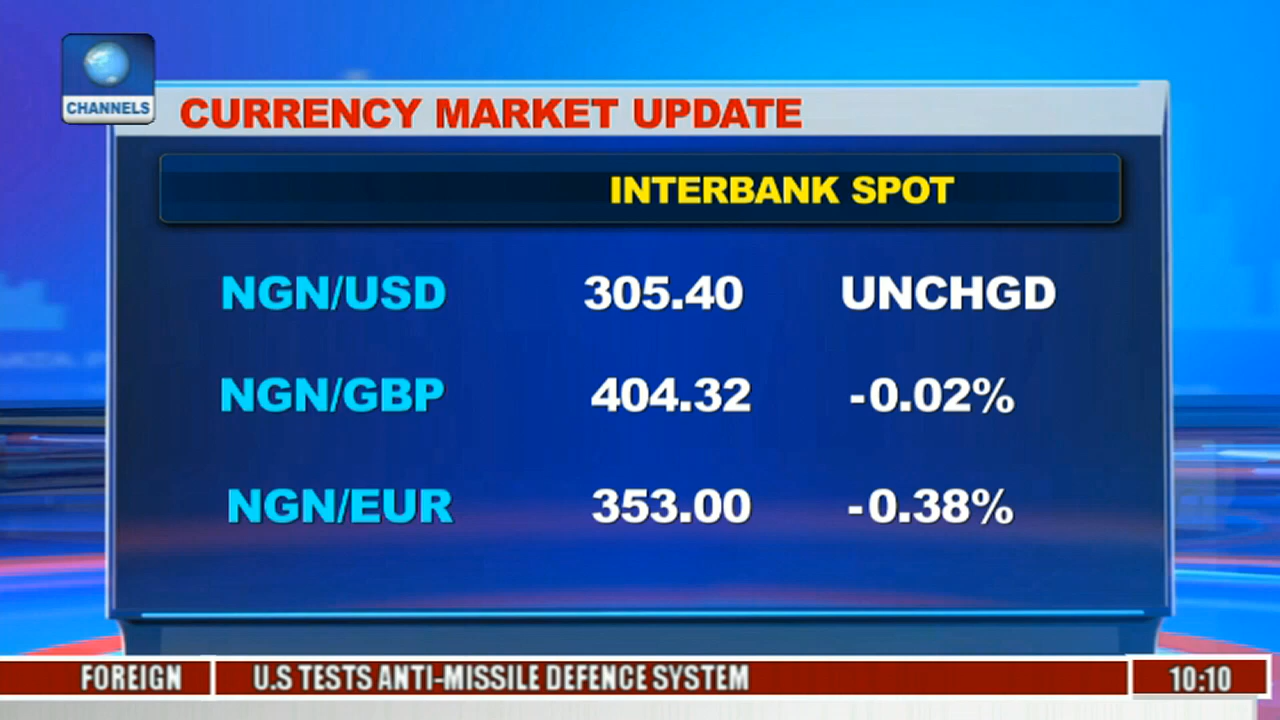 CHANNELS
CURRENCY MARKET UPDATE
INTERBANK SPOT
NGN/USD 305.40 UNCHGD
NGN/GBP 404.32 -0.02%
NGN/EUR 353.00 -0.38%
FOREIGN U.S TESTS ANTI-MISSILE DEFENCE SYSTEM 10:10